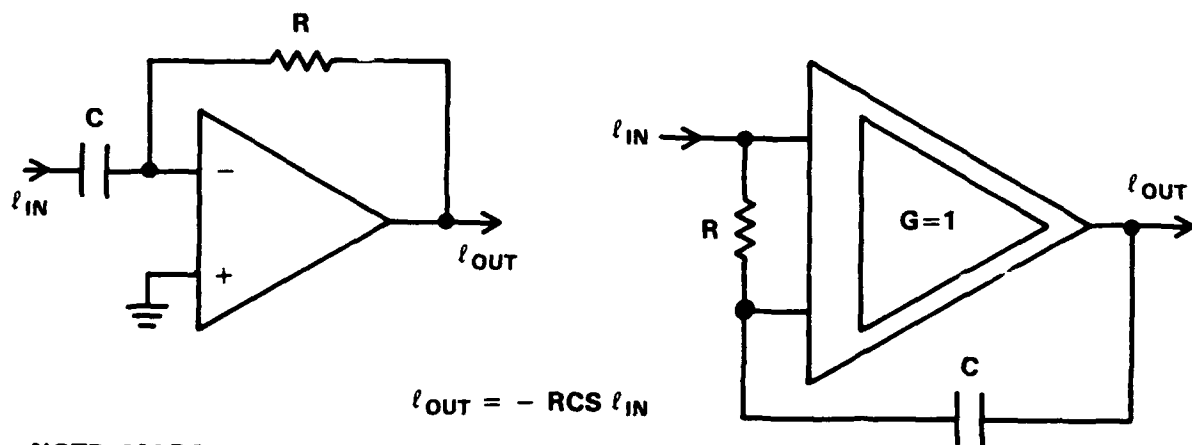 R
C
−
+
ℓIN
ℓOUT
ℓIN
R
G=1
ℓOUT
C
ℓOUT = − RCS ℓIN